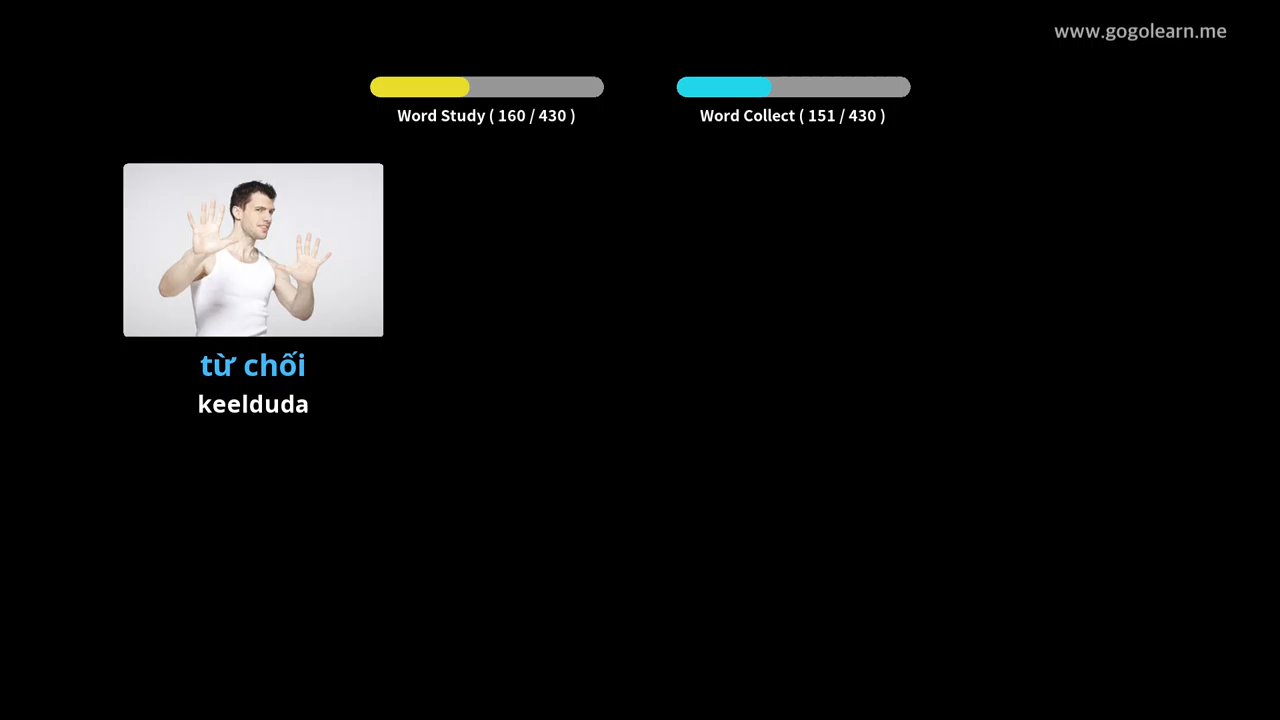 www.gogolearn.me
Word Study ( 160 / 430 )
Word Collect ( 151 / 430 )
từ chối
keelduda